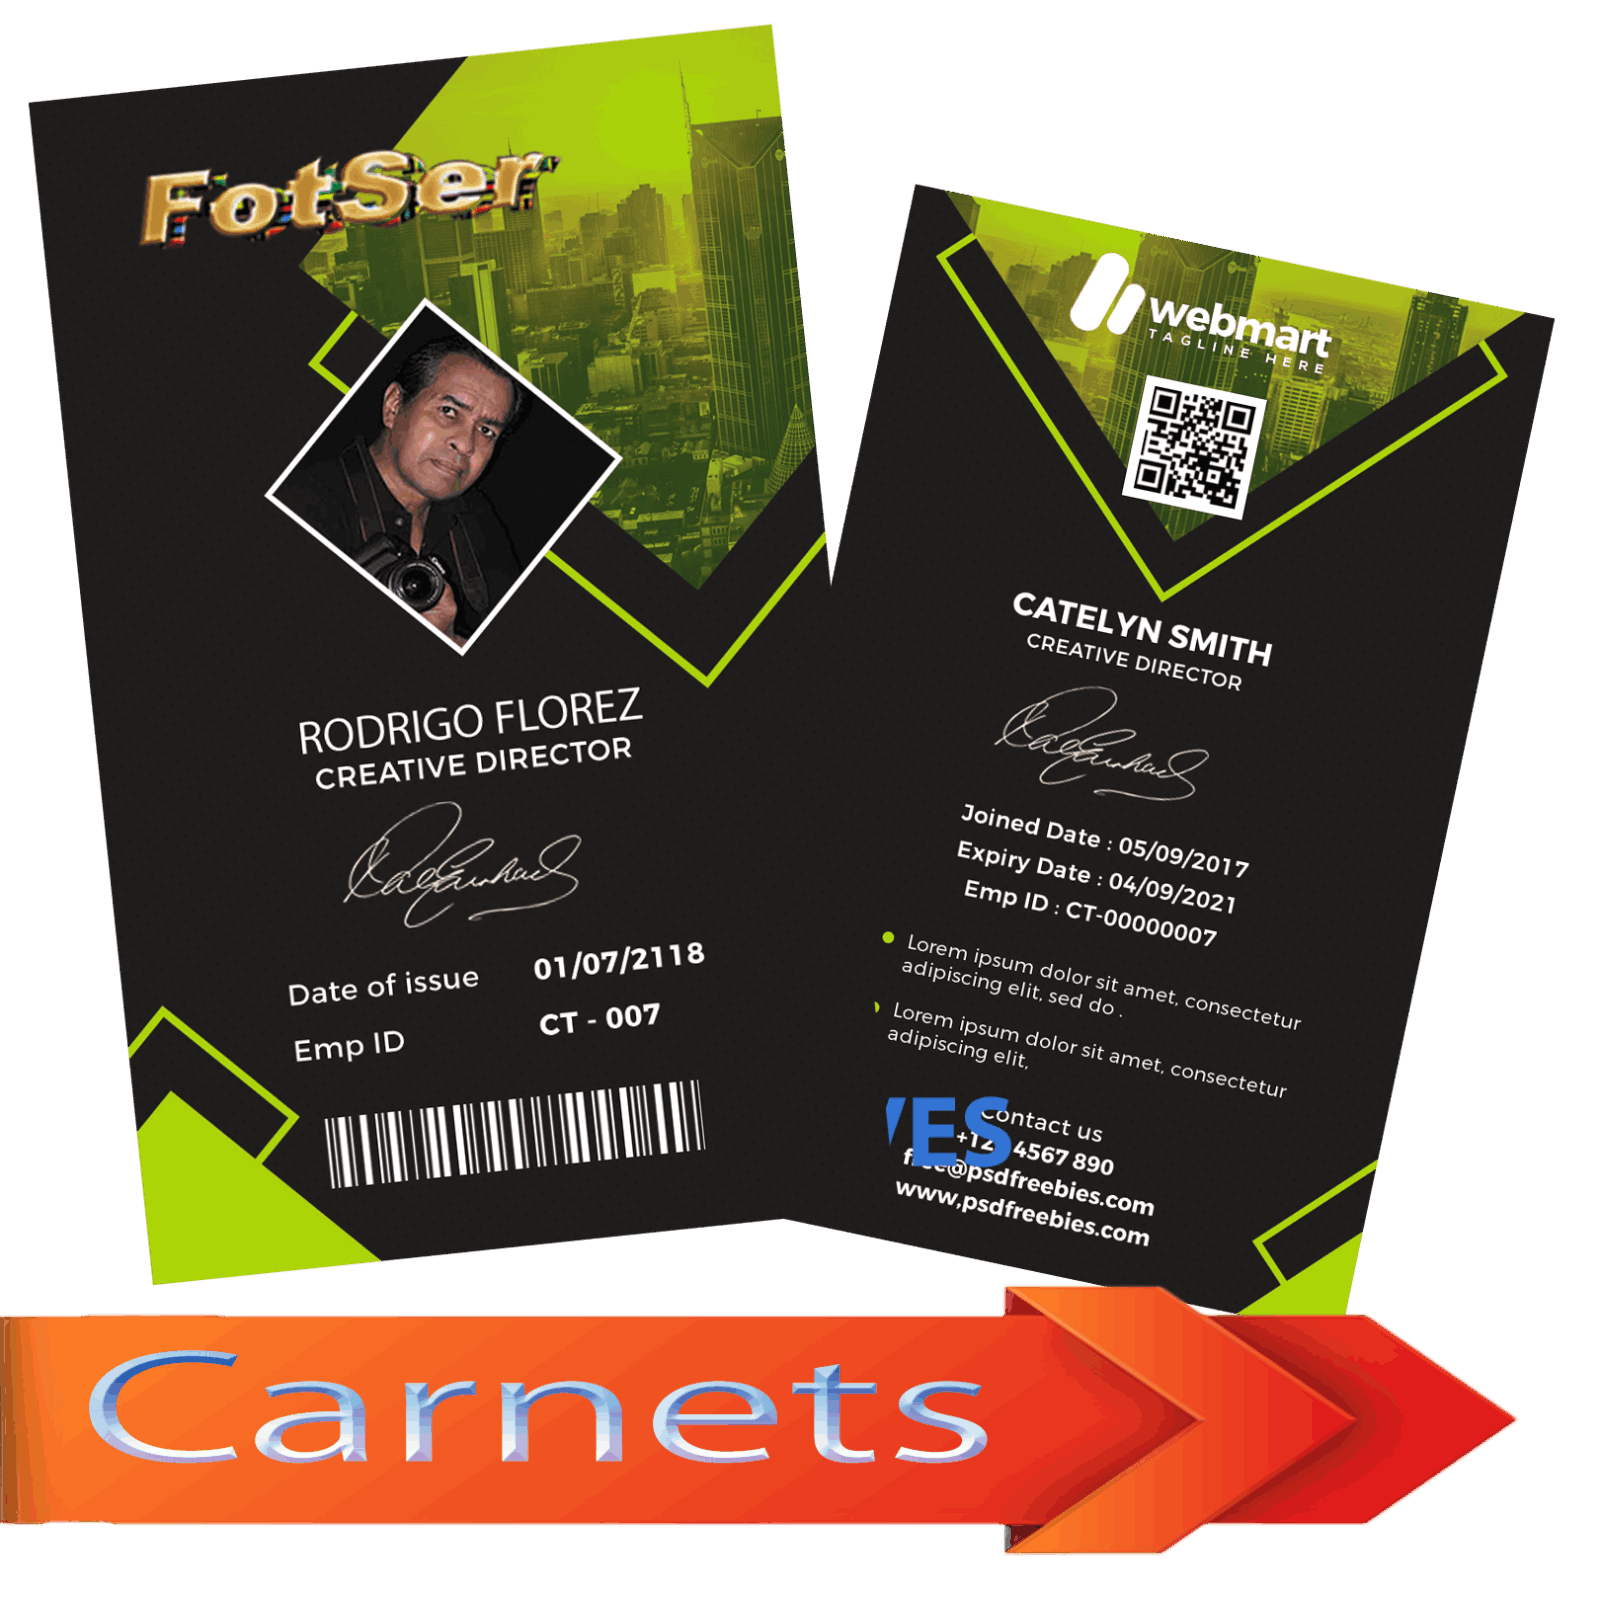 FotSer
RODRIGO FLOREZ
CREATIVE DIRECTOR
Date of issue 01/07/2118
Emp ID CT - 007
webmart
TAGLINE HERE
CATELYN SMITH
CREATIVE DIRECTOR
Joined Date : 05/09/2017
Expiry Date : 04/09/2021
Emp ID : CT-00000007
Lorem ipsum dolor sit amet, consectetur
adipiscing elit, sed do .
Lorem ipsum dolor sit amet, consectetur
adipiscing elit,
Contact us
4567 890
@psdfreebies.com
www,psdfreebies.com
Carnets